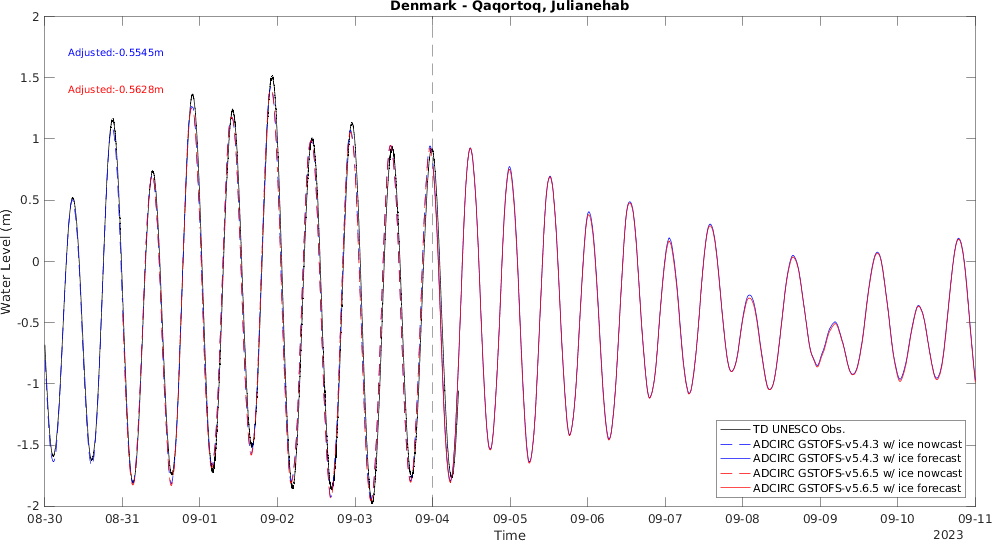 Denmark - Qaqortoq, Julianehab
Adjusted:-0.5545m
Adjusted:-0.5628m
Water Level (m)
2
1.5
1
0.5
0
-0.5
-1
-1.5
-2
TD UNESCO Obs.
ADCIRC GSTOFS-v5.4.3 w/ ice nowcast
ADCIRC GSTOFS-v5.4.3 w/ ice forecast
ADCIRC GSTOFS-v5.6.5 w/ ice nowcast
ADCIRC GSTOFS-v5.6.5 w/ ice forecast
08-30 08-31 09-01 09-02 09-03 09-04 09-05 09-06 09-07 09-08 09-09 09-10 09-11
Time
2023